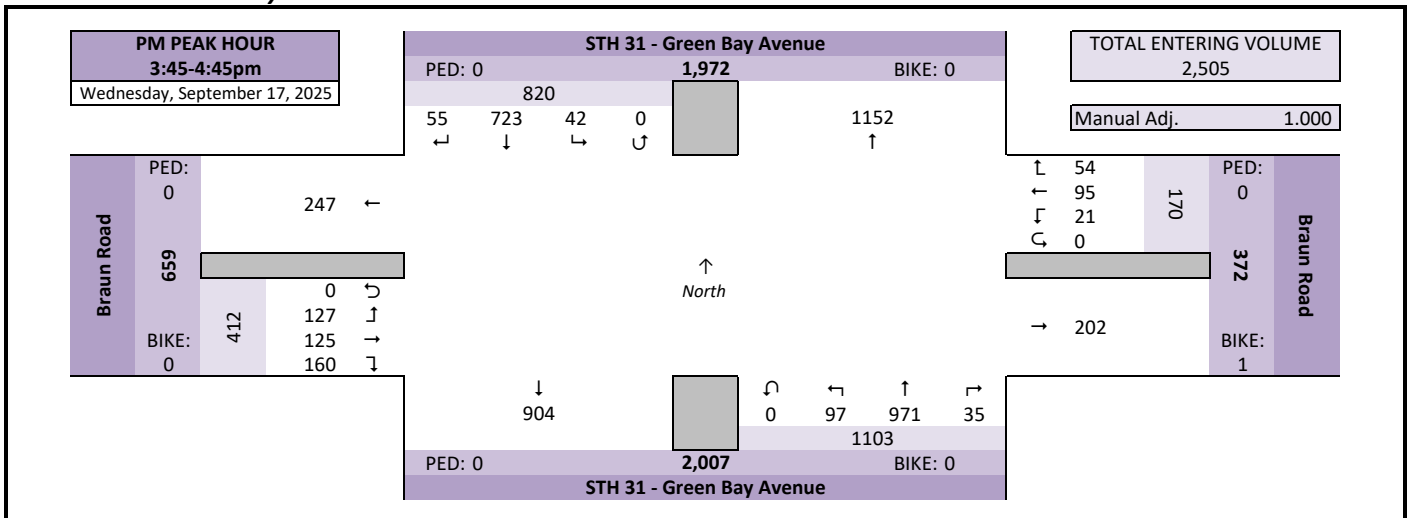 PM PEAK HOUR
3:45-4:45pm
Wednesday, September 17, 2025
STH 31 - Green Bay Avenue
PED: 0 1,972 BIKE: 0
820
55 723 42 0
↵ ↓ ↳ ↺
1152
↑
TOTAL ENTERING VOLUME
2,505
Manual Adj. 1.000
Braun Road
PED:
0
659
BIKE:
0
412
247 ←
0 ⮌
127 ↥
125 →
160 ↴
↑
North
↑ 54
← 95
↓ 21
⮎ 0
170
PED:
0
372
BIKE:
1
Braun Road
→ 202
↓
904
↶ ↰ ↑ ↱
0 97 971 35
1103
PED: 0 2,007 BIKE: 0
STH 31 - Green Bay Avenue